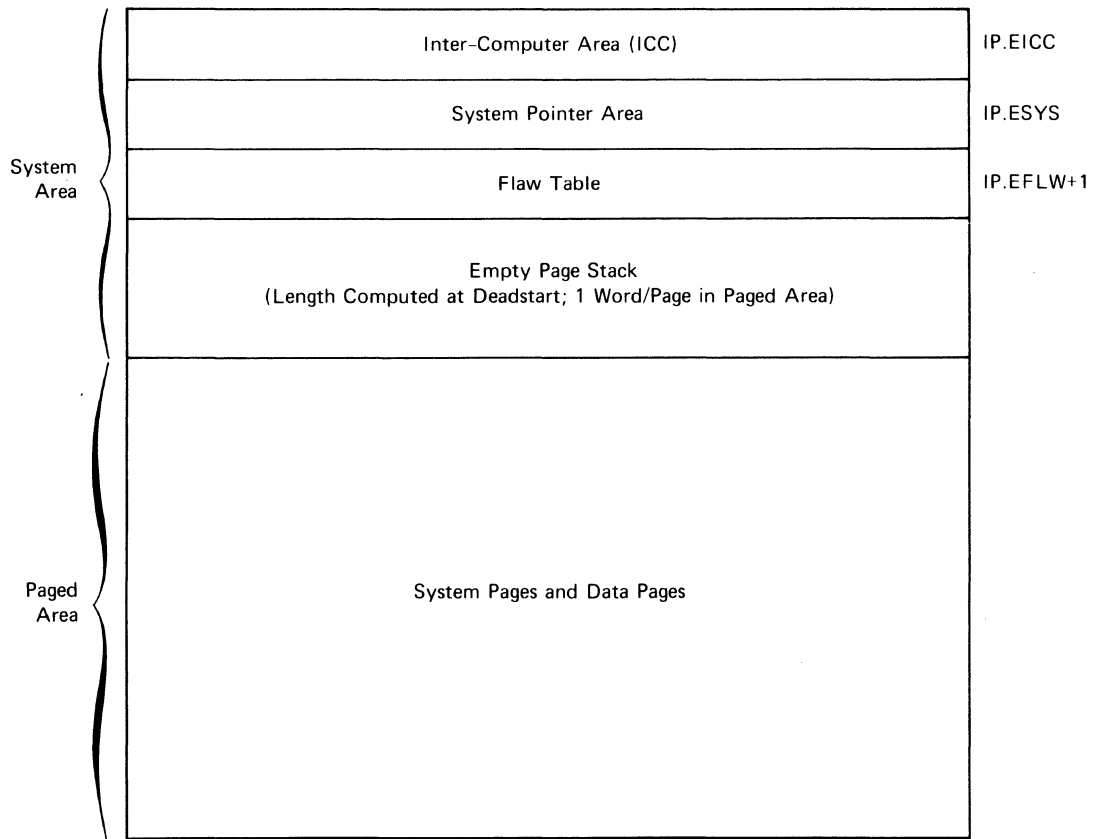 Inter-Computer Area (ICC) IP.EICC
System Pointer Area IP.ESYS
System
Area
Flaw Table IP.EFLW+1
Empty Page Stack
(Length Computed at Deadstart; 1 Word/Page in Paged Area)
Paged
Area
System Pages and Data Pages